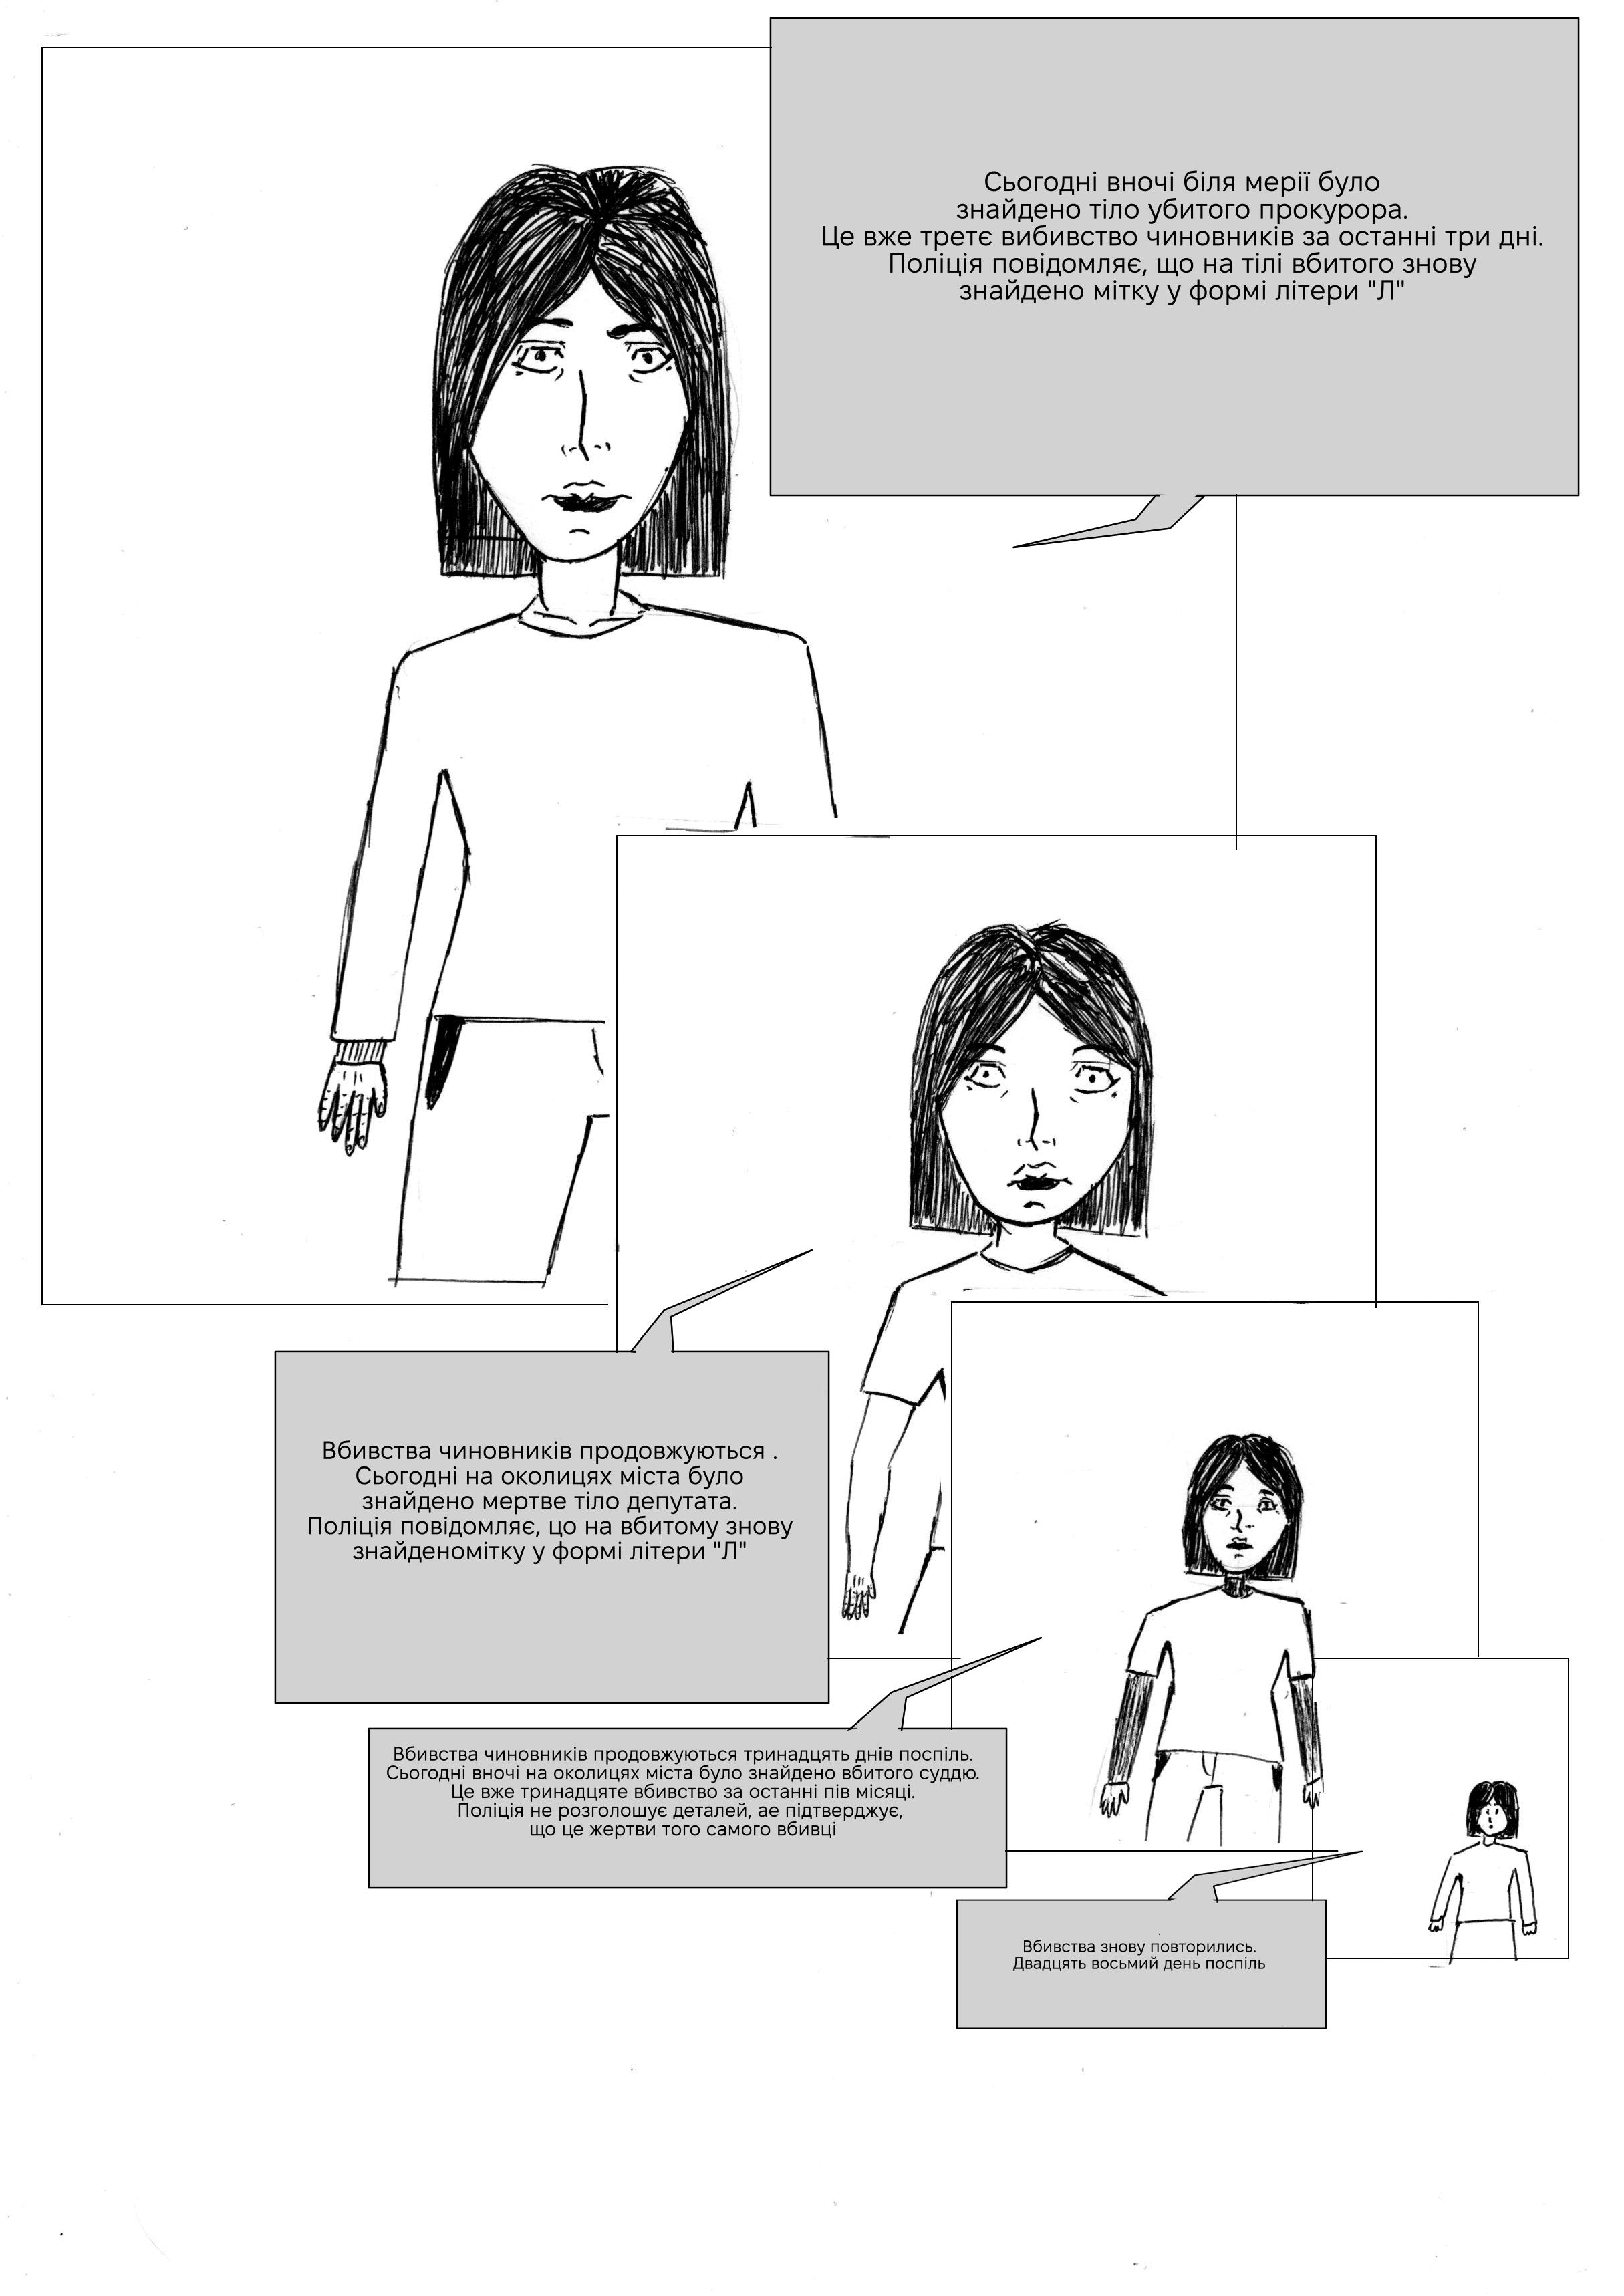 Сьогодні вночі біля мерії було
знайдено тіло убитого прокурора.
Це вже третє вибивство чиновників за останні три дні.
Поліція повідомляє, що на тілі вбитого знову
знайдено мітку у формі літери "Л"
Вбивства чиновників продовжуються .
Сьогодні на околицях міста було
знайдено мертве тіло депутата.
Поліція повідомляє, цо на вбитому знову
знайденомітку у формі літери "Л"
Вбивства чиновників продовжуються тринадцять днів поспіль.
Сьогодні вночі на околицях міста було знайдено вбитого суддю.
Це вже тринадцяте вбивство за останні пів місяці.
Поліція не розголошує деталей, ае підтверджує,
що це жертви того самого вбивці
Вбивства знову повторились.
Двадцять восьмий день поспіль